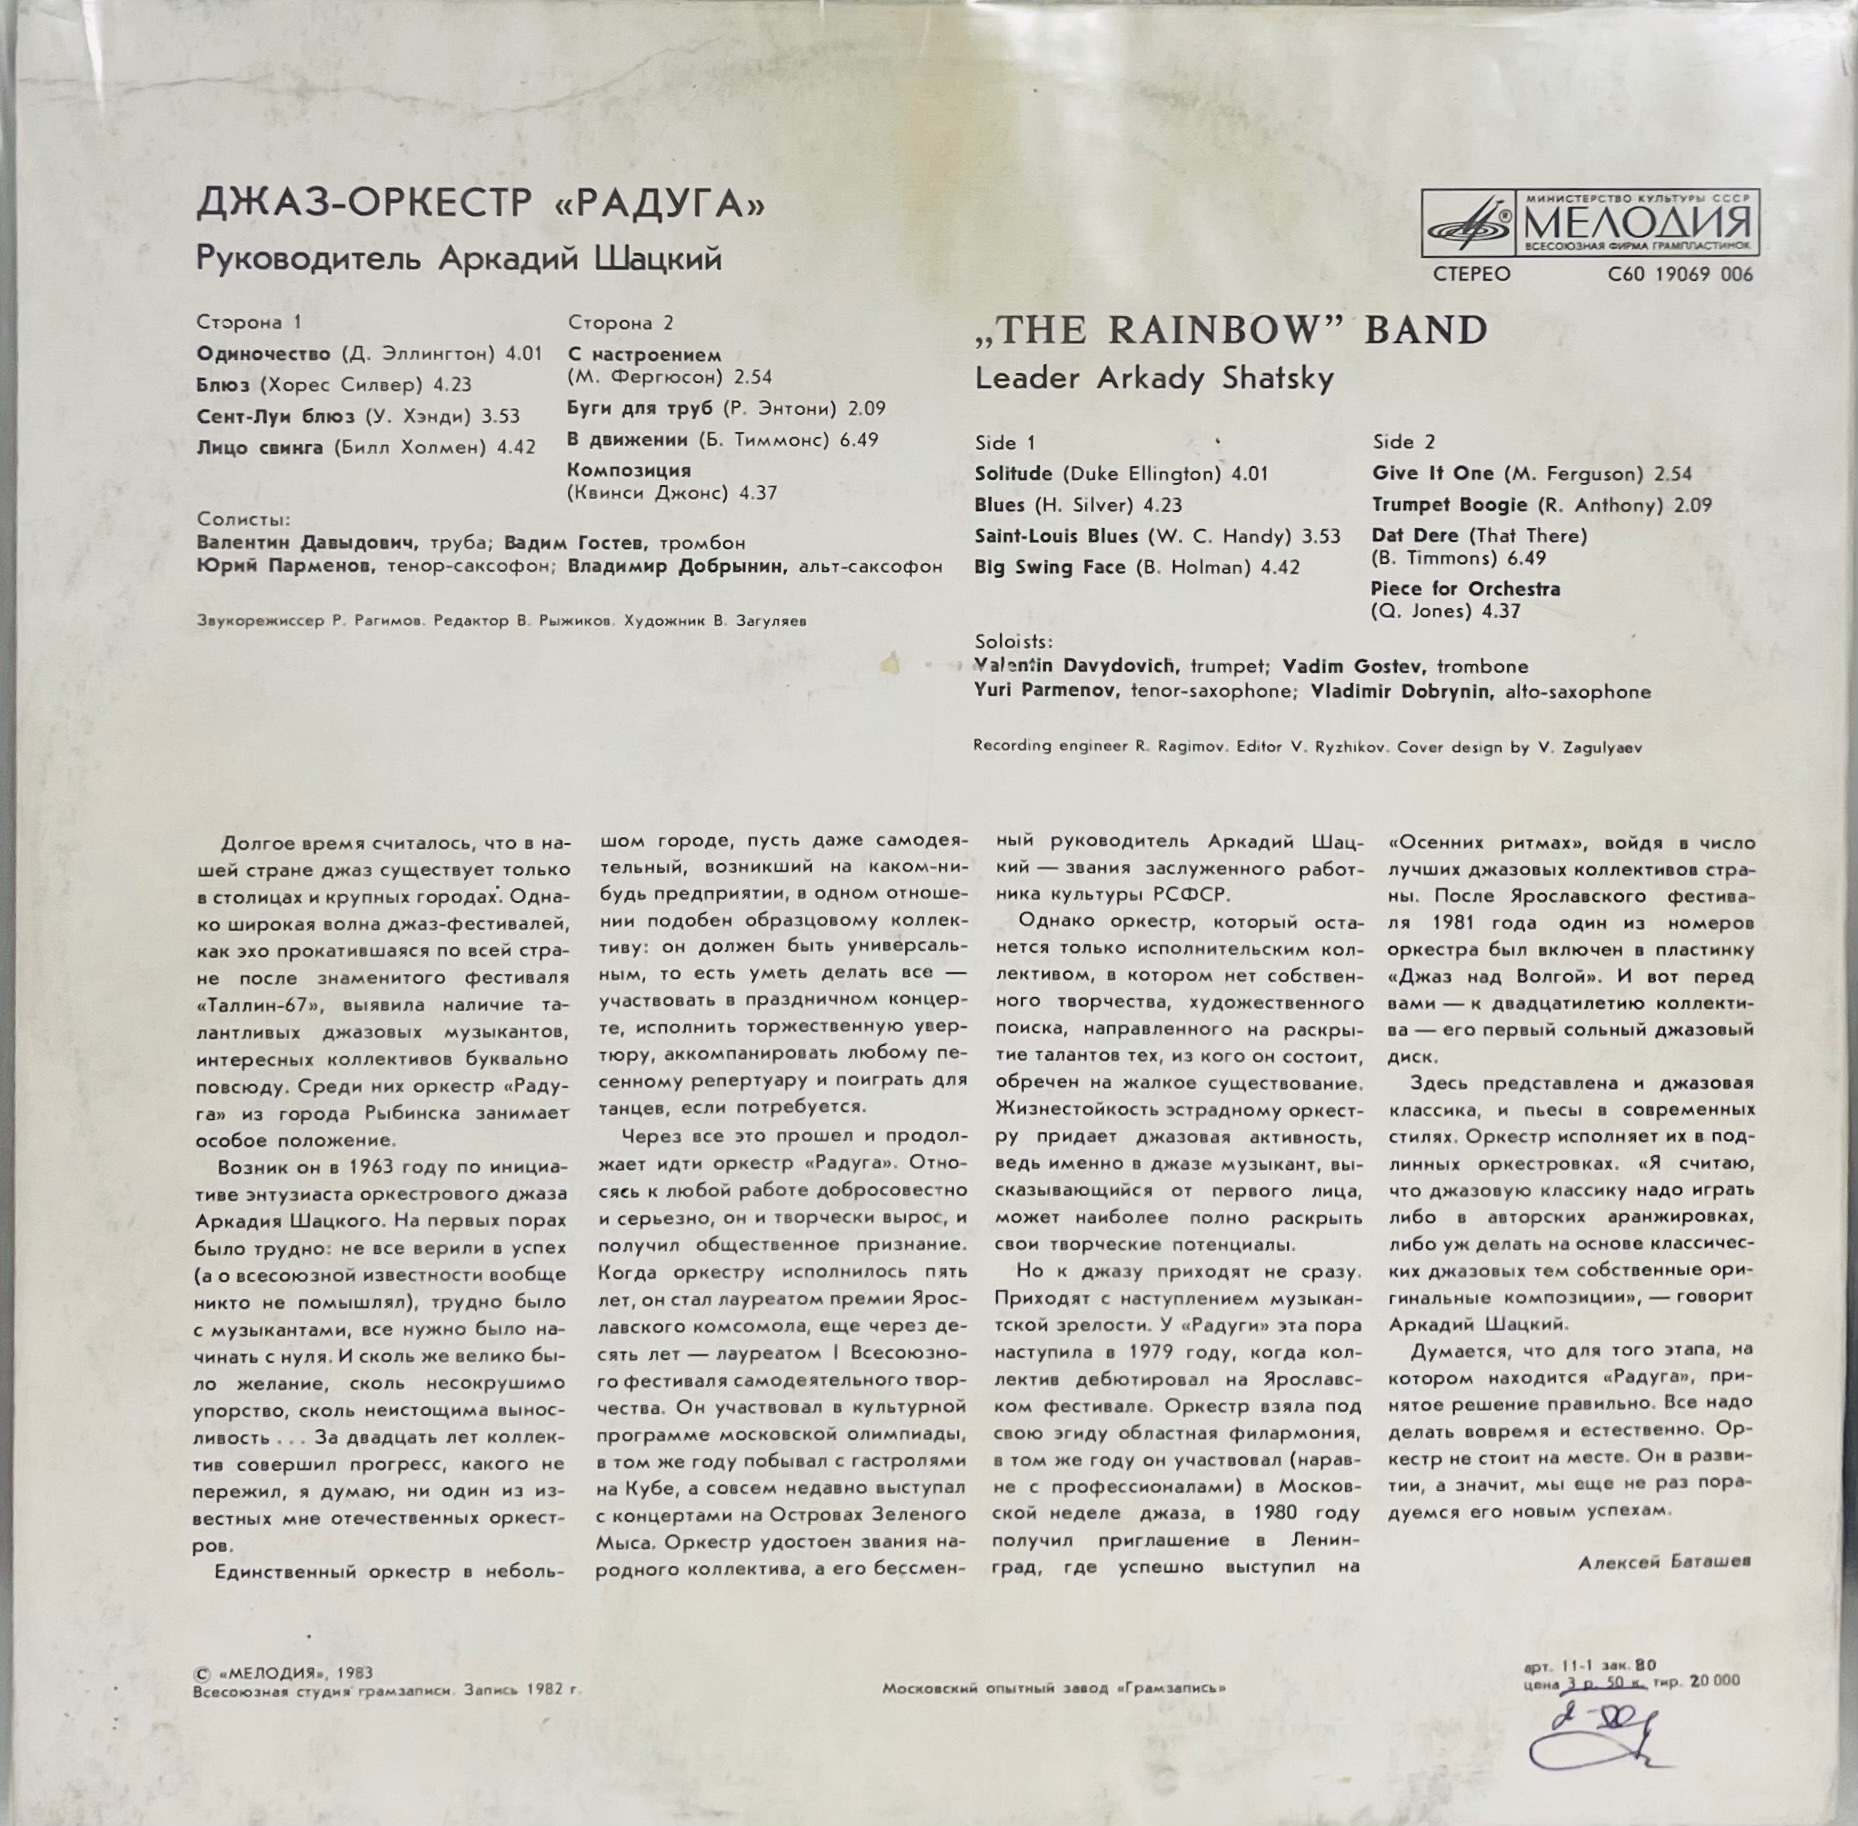 ДЖАЗ-ОРКЕСТР «РАДУГА»
Руководитель Аркадий Шацкий
Сторона 1
Одиночество (Д. Эллингтон) 4.01
Блюз (Хорес Силвер) 4.23
Сент-Луи блюз (У. Хэнди) 3.53
Лицо свинга (Билл Холмен) 4.42
Сторона 2
С настроением
(М. Фергюсон) 2.54
Буги для труб (Р. Энтони) 2.09
В движении (Б. Тиммонс) 6.49
Композиция
(Квинси Джонс) 4.37
Солисты:
Валентин Давыдович, труба; Вадим Гостев, тромбон
Юрий Парменов, тенор-саксофон; Владимир Добрынин, альт-саксофон
Звукорежиссер Р. Рагимов. Редактор В. Рыжиков. Художник В. Загуляев
МИНИСТЕРСТВО КУЛЬТУРЫ СССР
®
МЕЛОДИЯ
ВСЕСОЮЗНАЯ ФИРМА ГРАМПЛАСТИНОК
СТЕРЕО С60 19069 006
„THE RAINBOW” BAND
Leader Arkady Shatsky
Side 1
Solitude (Duke Ellington) 4.01
Blues (H. Silver) 4.23
Saint-Louis Blues (W. C. Handy) 3.53
Big Swing Face (B. Holman) 4.42
Side 2
Give It One (M. Ferguson) 2.54
Trumpet Boogie (R. Anthony) 2.09
Dat Dere (That There)
(B. Timmons) 6.49
Piece for Orchestra
(Q. Jones) 4.37
Soloists:
Valentin Davydovich, trumpet; Vadim Gostev, trombone
Yuri Parmenov, tenor-saxophone; Vladimir Dobrynin, alto-saxophone
Recording engineer R. Ragimov. Editor V. Ryzhikov. Cover design by V. Zagulyaev
Долгое время считалось, что в на-
шей стране джаз существует только
в столицах и крупных городах. Одна-
ко широкая волна джаз-фестивалей,
как эхо прокатившаяся по всей стра-
не после знаменитого фестиваля
«Таллин-67», выявила наличие та-
лантливых джазовых музыкантов,
интересных коллективов буквально
повсюду. Среди них оркестр «Раду-
га» из города Рыбинска занимает
особое положение.
Возник он в 1963 году по инициа-
тиве энтузиаста оркестрового джаза
Аркадия Шацкого. На первых порах
было трудно: не все верили в успех
(а о всесоюзной известности вообще
никто не помышлял), трудно было
с музыкантами, все нужно было на-
чинать с нуля. И сколь же велико бы-
ло желание, сколь несокрушимо
упорство, сколь неистощима вынос-
ливость ... За двадцать лет коллек-
тив совершил прогресс, какого не
пережил, я думаю, ни один из из-
вестных мне отечественных оркест-
ров.
Единственный оркестр в неболь-
шом городе, пусть даже самодея-
тельный, возникший на каком-ни-
будь предприятии, в одном отноше-
нии подобен образцовому коллек-
тиву: он должен быть универсаль-
ным, то есть уметь делать все —
участвовать в праздничном концер-
те, исполнить торжественную увер-
тюру, аккомпанировать любому пе-
сенному репертуару и поиграть для
танцев, если потребуется.
Через все это прошел и продол-
жает идти оркестр «Радуга». Отно-
сясь к любой работе добросовестно
и серьезно, он и творчески вырос, и
получил общественное признание.
Когда оркестру исполнилось пять
лет, он стал лауреатом премии Ярос-
лавского комсомола, еще через де-
сять лет — лауреатом I Всесоюзно-
го фестиваля самодеятельного твор-
чества. Он участвовал в культурной
программе московской олимпиады,
в том же году побывал с гастролями
на Кубе, а совсем недавно выступал
с концертами на Островах Зеленого
Мыса. Оркестр удостоен звания на-
родного коллектива, а его бессмен-
ный руководитель Аркадий Шац-
кий — звания заслуженного работ-
ника культуры РСФСР.
Однако оркестр, который оста-
нется только исполнительским кол-
лективом, в котором нет собствен-
ного творчества, художественного
поиска, направленного на раскры-
тие талантов тех, из кого он состоит,
обречен на жалкое существование.
Жизнестойкость эстрадному оркест-
ру придает джазовая активность,
ведь именно в джазе музыкант, вы-
сказывающийся от первого лица,
может наиболее полно раскрыть
свои творческие потенциалы.
Но к джазу приходят не сразу.
Приходят с наступлением музыкан-
тской зрелости. У «Радуги» эта пора
наступила в 1979 году, когда кол-
лектив дебютировал на Ярославс-
ком фестивале. Оркестр взяла под
свою эгиду областная филармония,
в том же году он участвовал (нарав-
не с профессионалами) в Москов-
ской неделе джаза, в 1980 году
получил приглашение в Ленин-
град, где успешно выступил на
«Осенних ритмах», войдя в число
лучших джазовых коллективов стра-
ны. После Ярославского фестива-
ля 1981 года один из номеров
оркестра был включен в пластинку
«Джаз над Волгой». И вот перед
вами — к двадцатилетию коллекти-
ва — его первый сольный джазовый
диск.
Здесь представлена и джазовая
классика, и пьесы в современных
стилях. Оркестр исполняет их в под-
линных оркестровках. «Я считаю,
что джазовую классику надо играть
либо в авторских аранжировках,
либо уж делать на основе классичес-
ких джазовых тем собственные ори-
гинальные композиции», — говорит
Аркадий Шацкий.
Думается, что для того этапа, на
котором находится «Радуга», при-
нятое решение правильно. Все надо
делать вовремя и естественно. Ор-
кестр не стоит на месте. Он в разви-
тии, а значит, мы еще не раз пора-
дуемся его новым успехам.
Алексей Баташев
© «МЕЛОДИЯ», 1983
Всесоюзная студия грамзаписи. Запись 1982 г.
Московский опытный завод «Грамзапись»
арт. 11-1 зак. 80
цена 3 р. 50 к. тир. 20 000